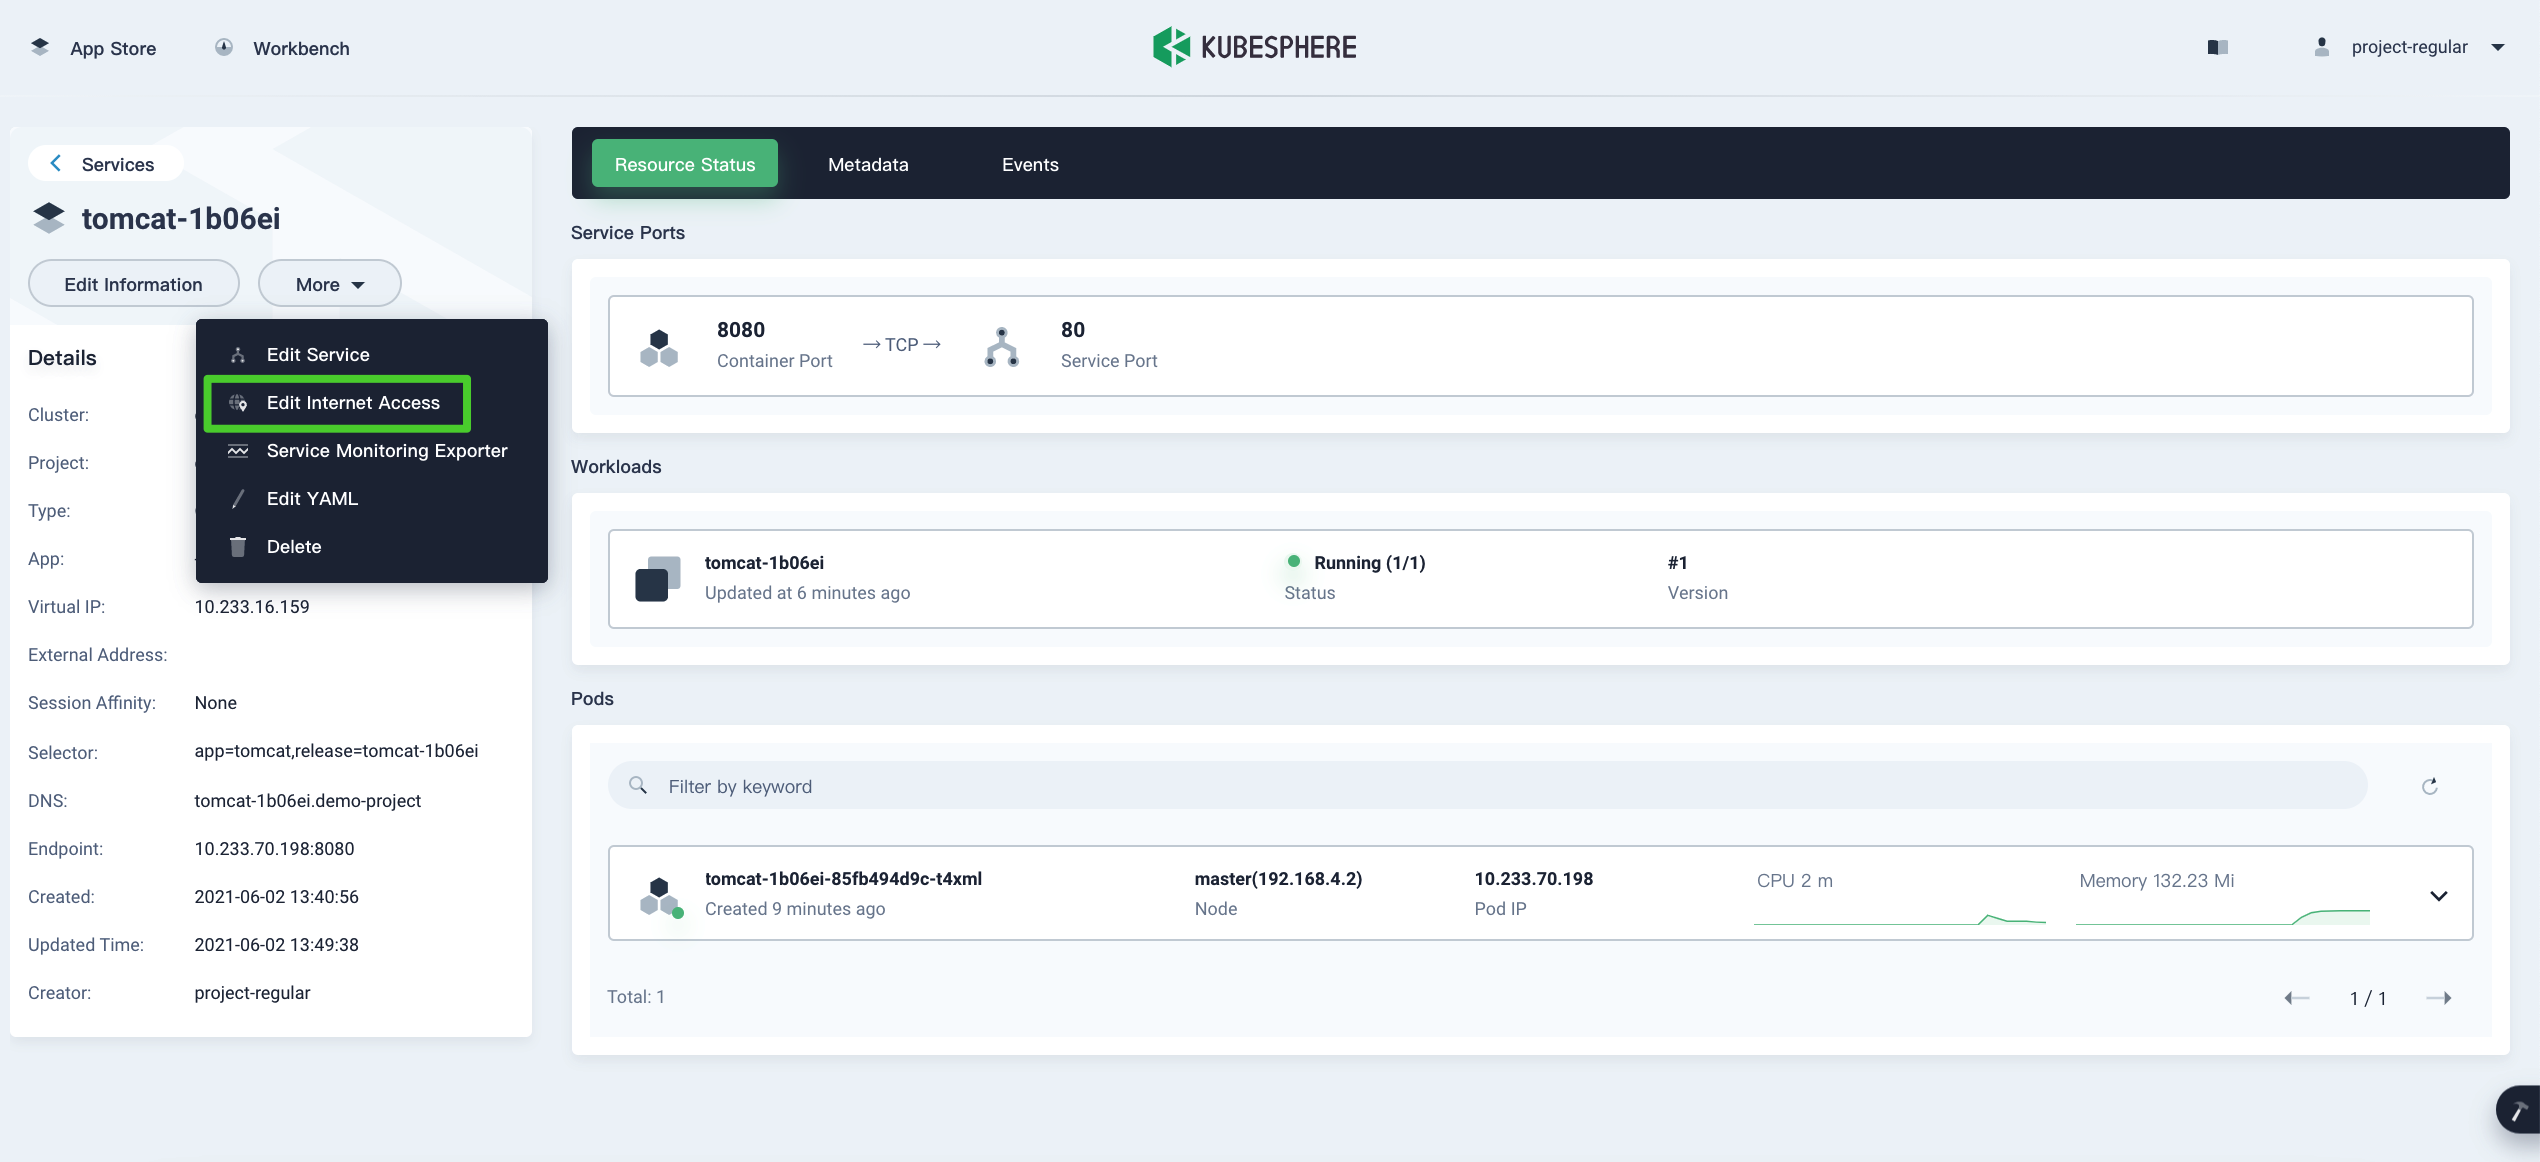 App Store
Workbench
KUBESPHERE
project-regular
Services
tomcat-1b06ei
Edit Information
More
Edit Service
Edit Internet Access
Service Monitoring Exporter
Edit YAML
Delete
Details
Cluster:
Project:
Type:
App:
Virtual IP: 10.233.16.159
External Address:
Session Affinity: None
Selector: app=tomcat,release=tomcat-1b06ei
DNS: tomcat-1b06ei.demo-project
Endpoint: 10.233.70.198:8080
Created: 2021-06-02 13:40:56
Updated Time: 2021-06-02 13:49:38
Creator: project-regular
Resource Status
Metadata
Events
Service Ports
8080
Container Port
TCP
80
Service Port
Workloads
tomcat-1b06ei
Updated at 6 minutes ago
Running (1/1)
Status
#1
Version
Pods
Filter by keyword
tomcat-1b06ei-85fb494d9c-t4xml
Created 9 minutes ago
master(192.168.4.2)
Node
10.233.70.198
Pod IP
CPU 2 m
Memory 132.23 Mi
Total: 1
1 / 1